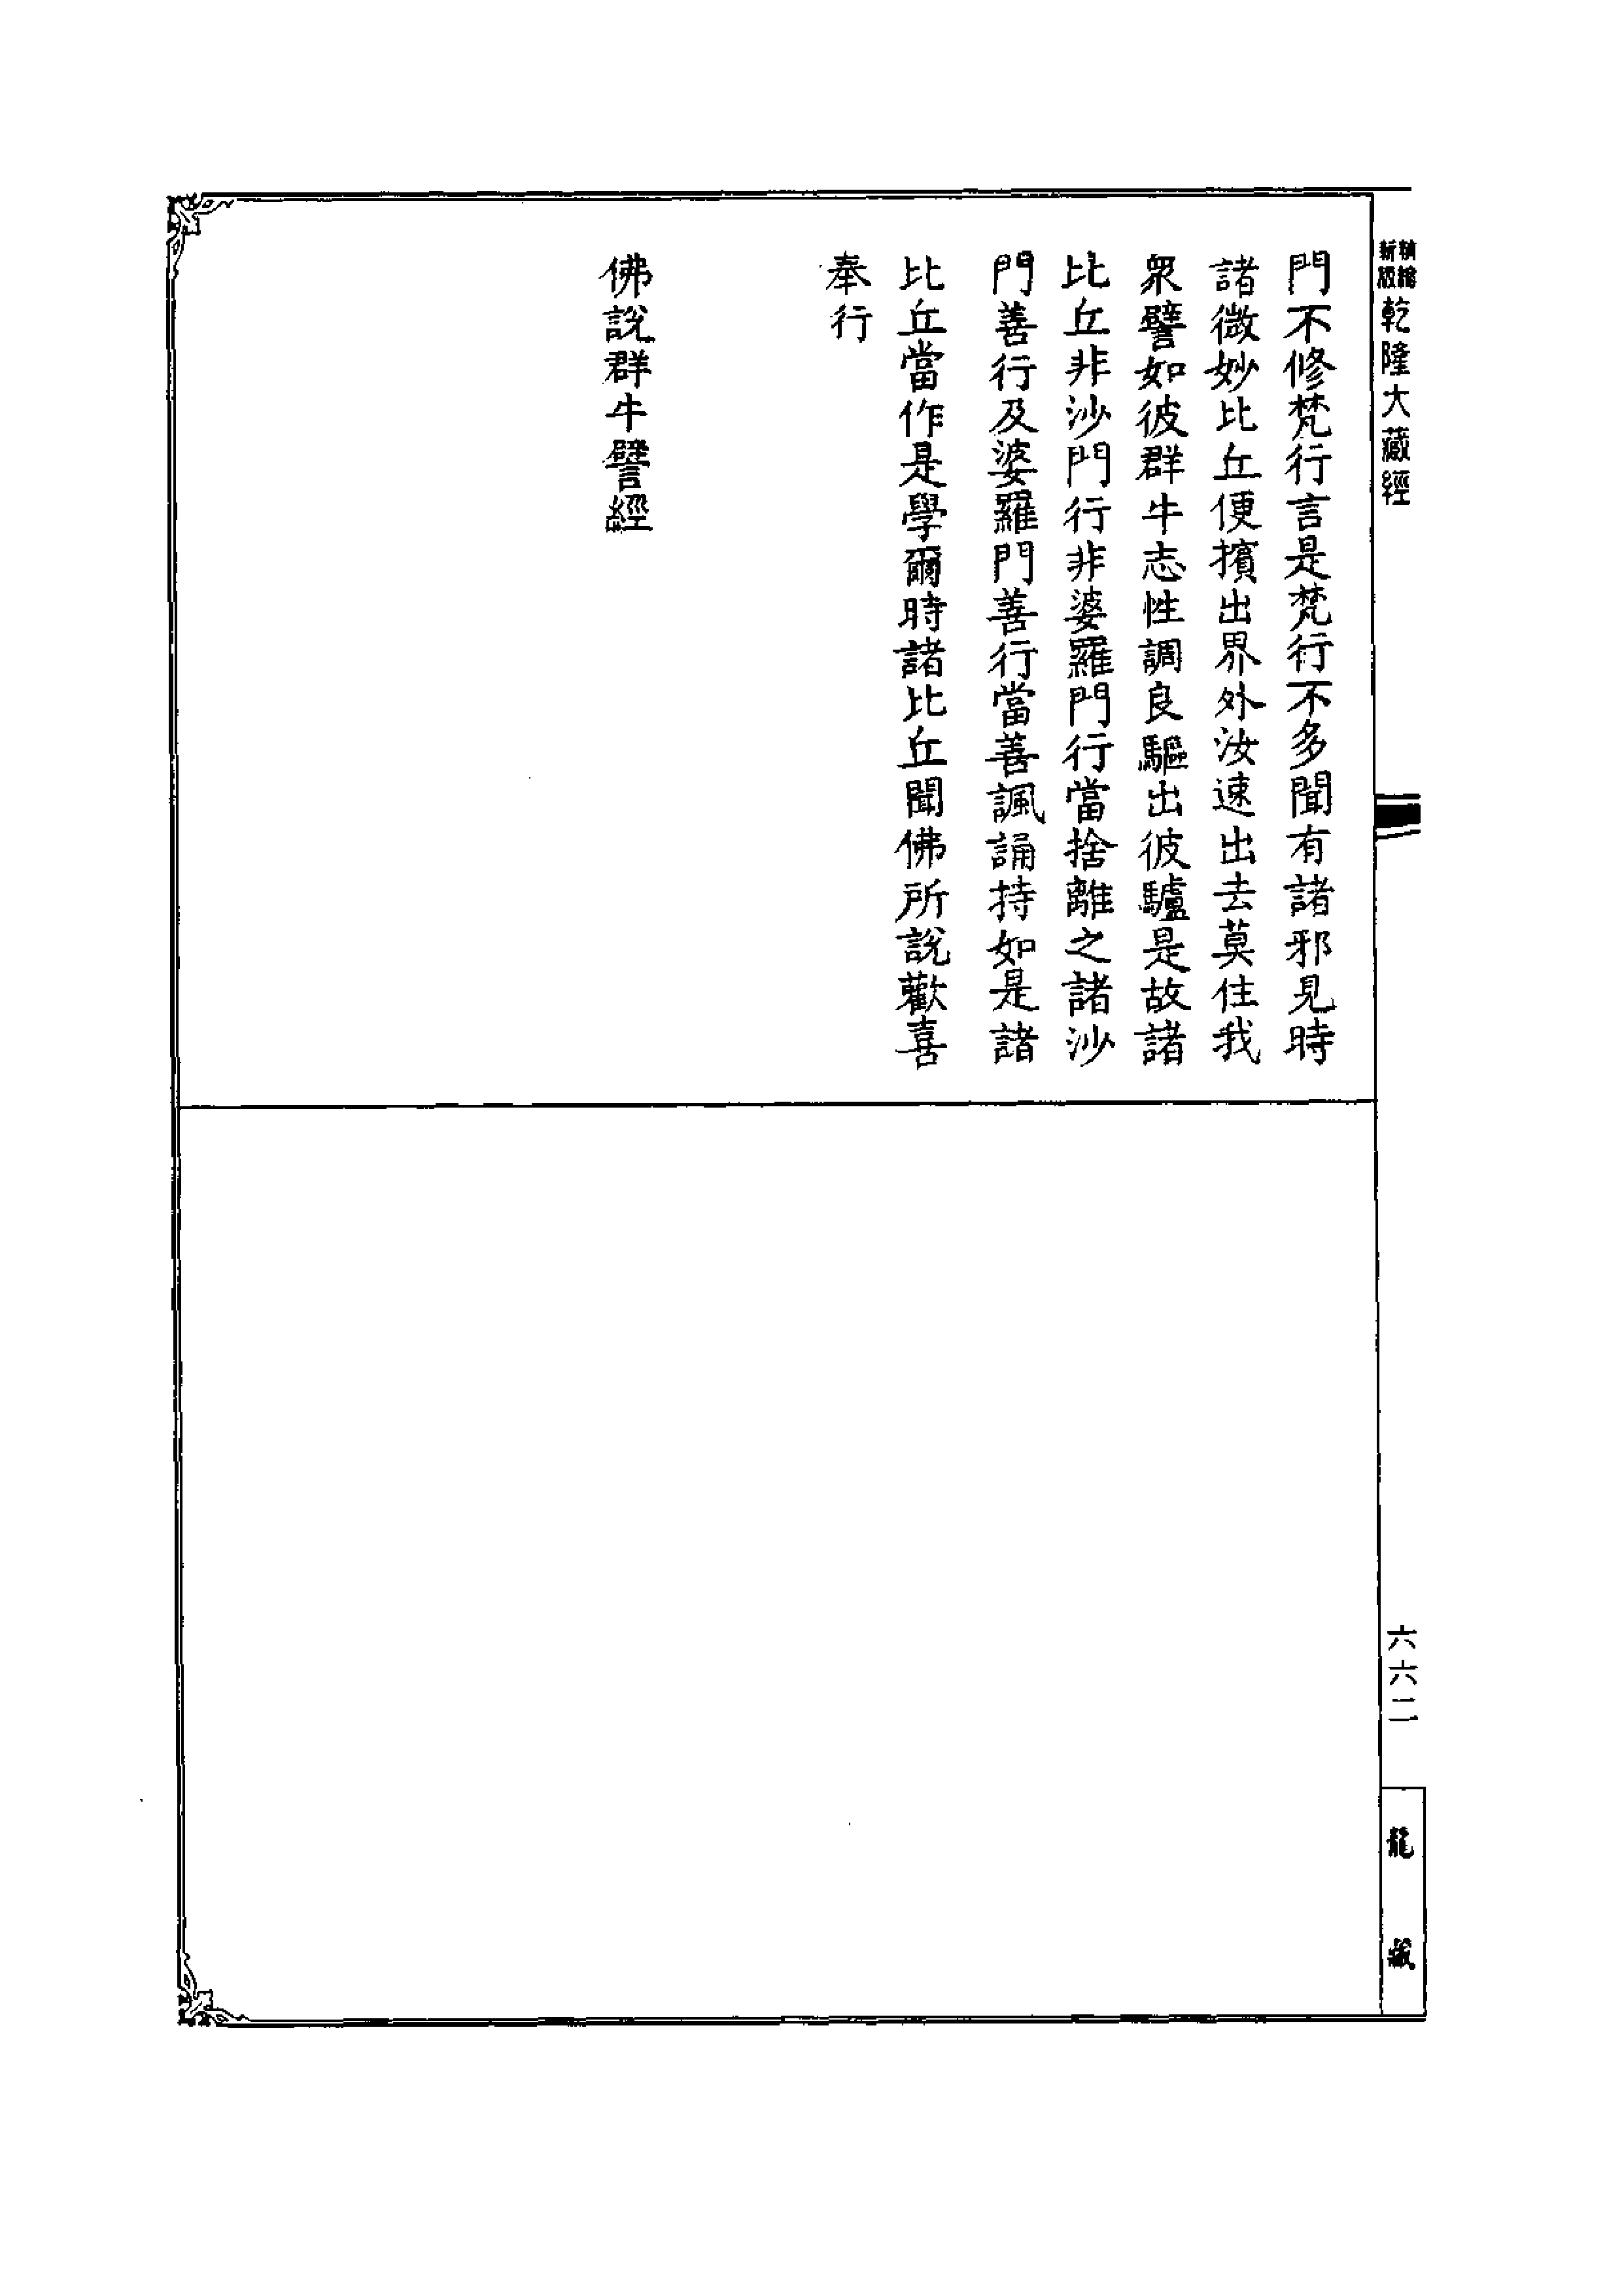 精縮新版乾隆大藏經
門不修梵行言是梵行不多聞有諸邪見時
諸微妙比丘便擯出界外汝速出去莫住我
衆譬如彼群牛志性調良驅出彼驢是故諸
比丘非沙門行非婆羅門行當捨離之諸沙
門善行及婆羅門善行當善諷誦持如是諸
比丘當作是學爾時諸比丘聞佛所說歡喜
奉行
佛說群牛譬經
六六二
龍藏